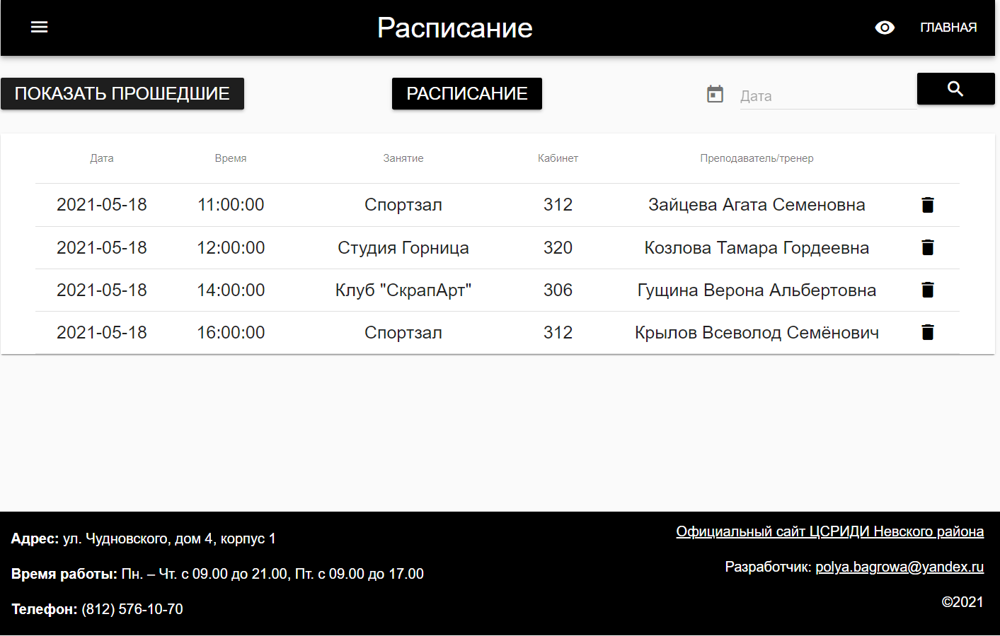 Расписание
ГЛАВНАЯ
ПОКАЗАТЬ ПРОШЕДШИЕ
РАСПИСАНИЕ
Дата
Дата Время Занятие Кабинет Преподаватель/тренер
2021-05-18 11:00:00 Спортзал 312 Зайцева Агата Семеновна
2021-05-18 12:00:00 Студия Горница 320 Козлова Тамара Гордеевна
2021-05-18 14:00:00 Клуб "СкрапАрт" 306 Гущина Верона Альбертовна
2021-05-18 16:00:00 Спортзал 312 Крылов Всеволод Семёнович
Адрес: ул. Чудновского, дом 4, корпус 1
Время работы: Пн. – Чт. с 09.00 до 21.00, Пт. с 09.00 до 17.00
Телефон: (812) 576-10-70
Официальный сайт ЦСРИДИ Невского района
Разработчик: polya.bagrowa@yandex.ru
©2021